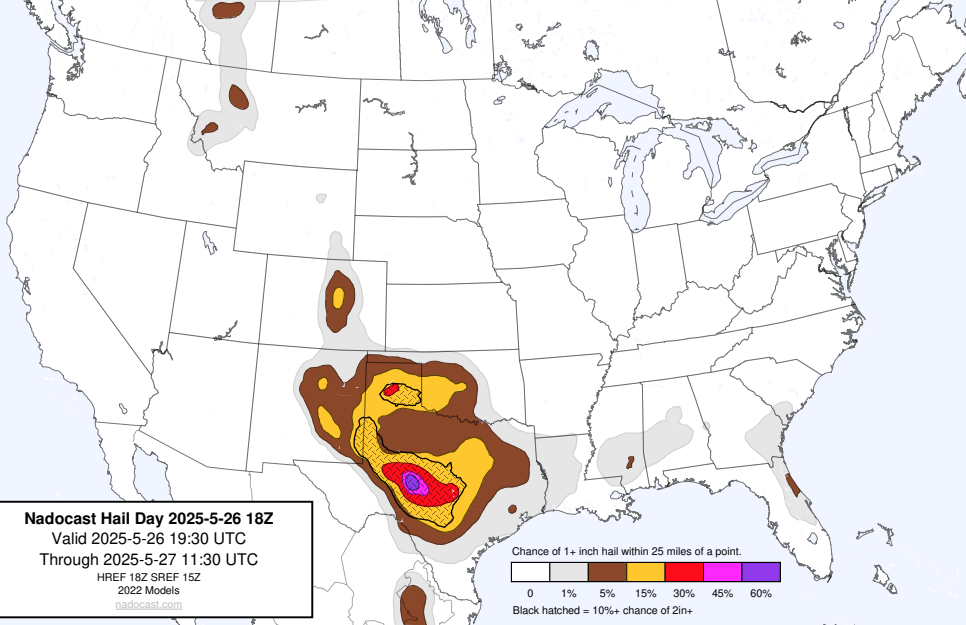 Nadocast Hail Day 2025-5-26 18Z
Valid 2025-5-26 19:30 UTC
Through 2025-5-27 11:30 UTC
HREF 18Z SREF 15Z
2022 Models
nadocast.com
Chance of 1+ inch hail within 25 miles of a point.
0 1% 5% 15% 30% 45% 60%
Black hatched = 10%+ chance of 2in+